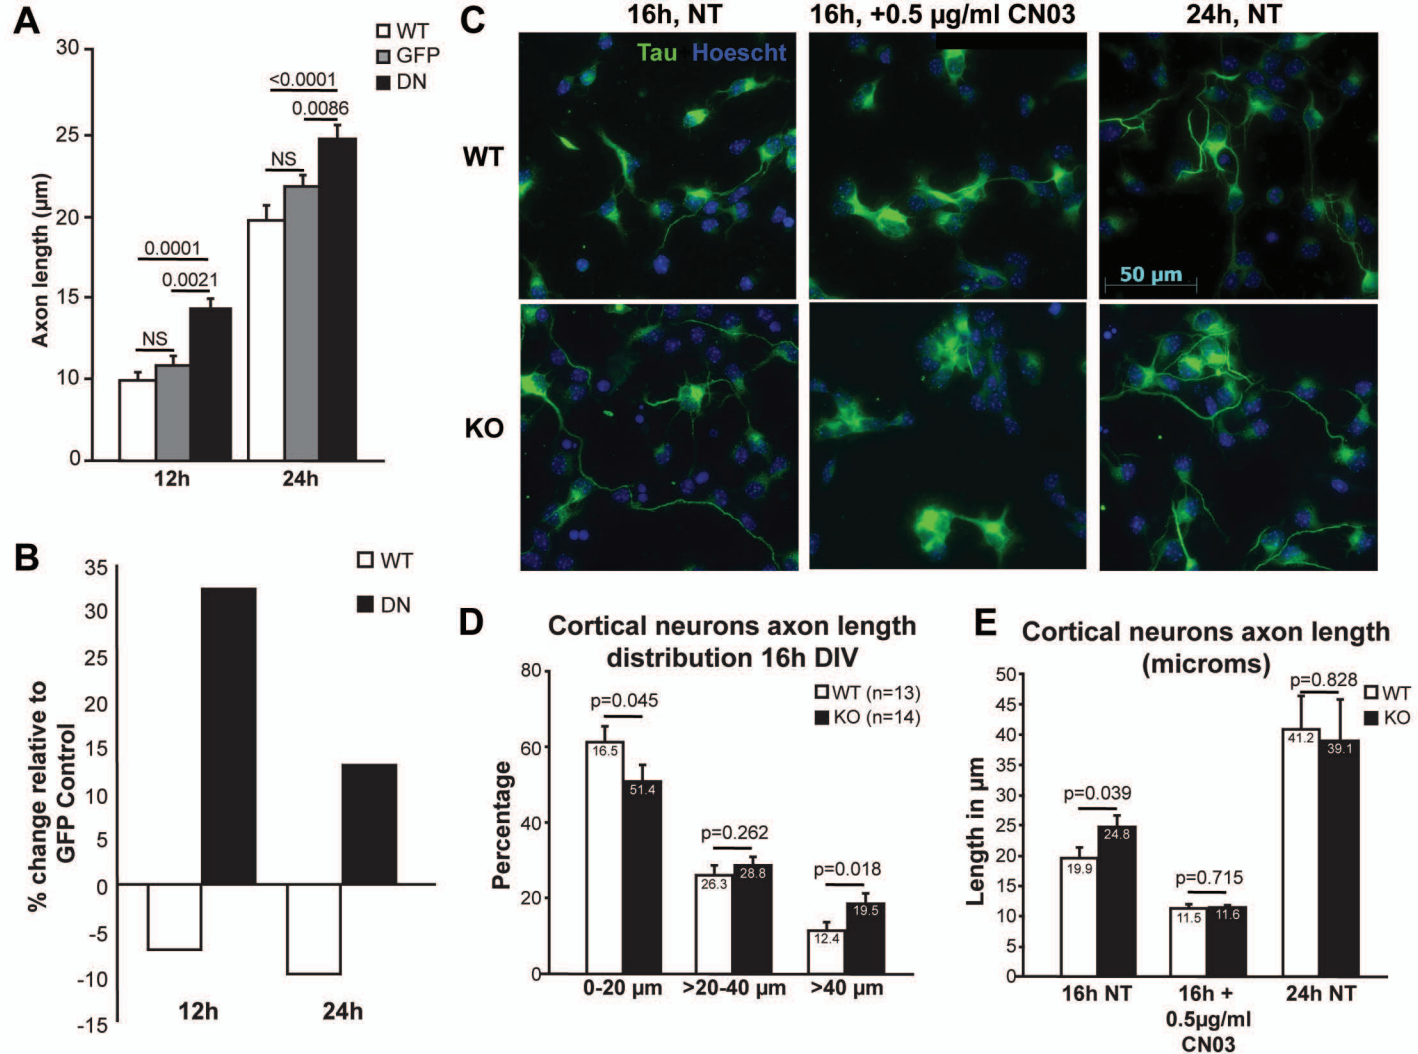 A
WT
GFP
DN
Axon length (µm)
30
25
20
15
10
0
<0.0001
0.0086
NS
0.0001
0.0021
NS
12h
24h
B
WT
DN
% change relative to
GFP Control
35
30
25
20
15
10
5
0
-5
-10
-15
12h
24h
C
16h, NT
16h, +0.5 µg/ml CN03
24h, NT
Tau Hoescht
WT
50 µm
KO
D
Cortical neurons axon length
distribution 16h DIV
WT (n=13)
KO (n=14)
Percentage
80
60
40
20
0
p=0.045
16.5
51.4
p=0.262
26.3
28.8
p=0.018
12.4
19.5
0-20 µm
>20-40 µm
>40 µm
E
Cortical neurons axon length
(microms)
WT
KO
Length in µm
50
45
40
35
30
25
20
15
10
5
0
p=0.039
19.9
24.8
p=0.715
11.5
11.6
p=0.828
41.2
39.1
16h NT
16h +
0.5µg/ml
CN03
24h NT